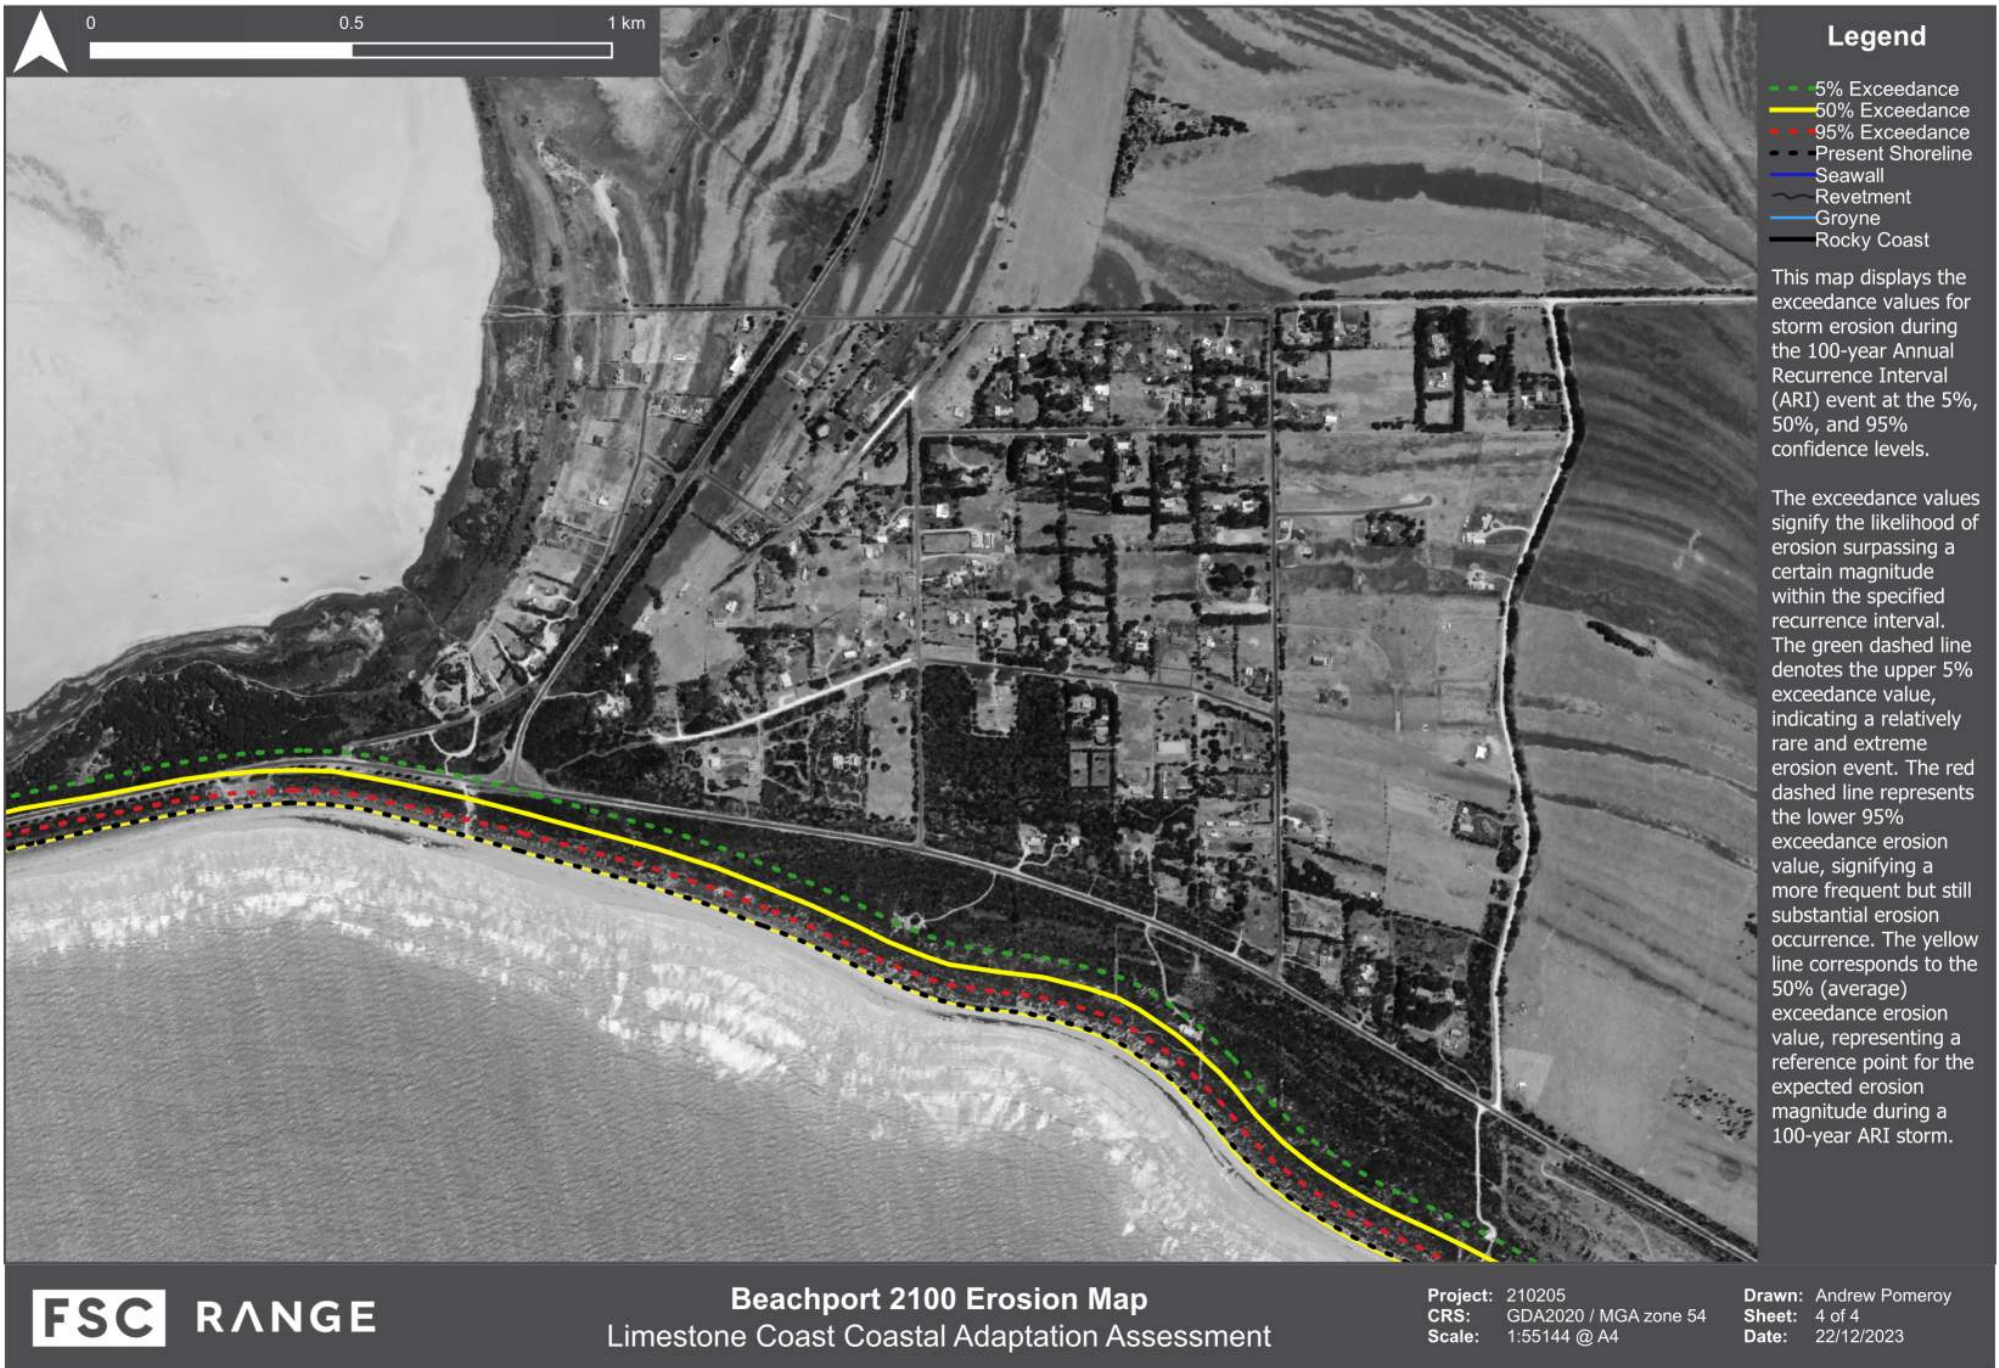 0 0.5 1 km
Legend
5% Exceedance
50% Exceedance
95% Exceedance
Present Shoreline
Seawall
Revetment
Groyne
Rocky Coast
This map displays the
exceedance values for
storm erosion during
the 100-year Annual
Recurrence Interval
(ARI) event at the 5%,
50%, and 95%
confidence levels.
The exceedance values
signify the likelihood of
erosion surpassing a
certain magnitude
within the specified
recurrence interval.
The green dashed line
denotes the upper 5%
exceedance value,
indicating a relatively
rare and extreme
erosion event. The red
dashed line represents
the lower 95%
exceedance erosion
value, signifying a
more frequent but still
substantial erosion
occurrence. The yellow
line corresponds to the
50% (average)
exceedance erosion
value, representing a
reference point for the
expected erosion
magnitude during a
100-year ARI storm.
FSC RANGE
Beachport 2100 Erosion Map
Limestone Coast Coastal Adaptation Assessment
Project: 210205
CRS: GDA2020 / MGA zone 54
Scale: 1:55144 @ A4
Drawn: Andrew Pomeroy
Sheet: 4 of 4
Date: 22/12/2023